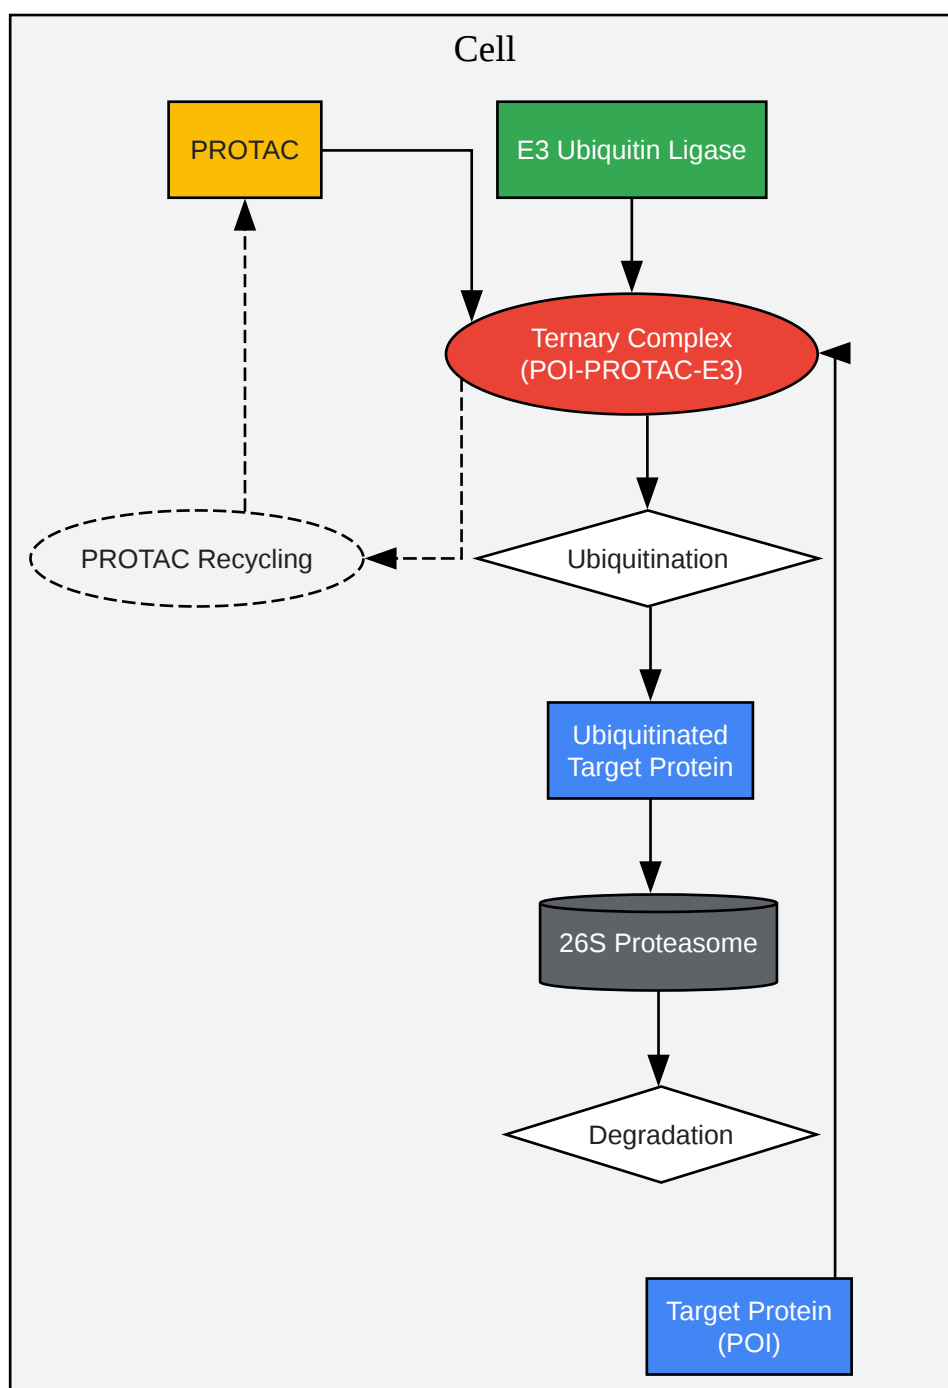 Cell
PROTAC
E3 Ubiquitin Ligase
Ternary Complex
(POI-PROTAC-E3)
PROTAC Recycling
Ubiquitination
Ubiquitinated
Target Protein
26S Proteasome
Degradation
Target Protein
(POI)